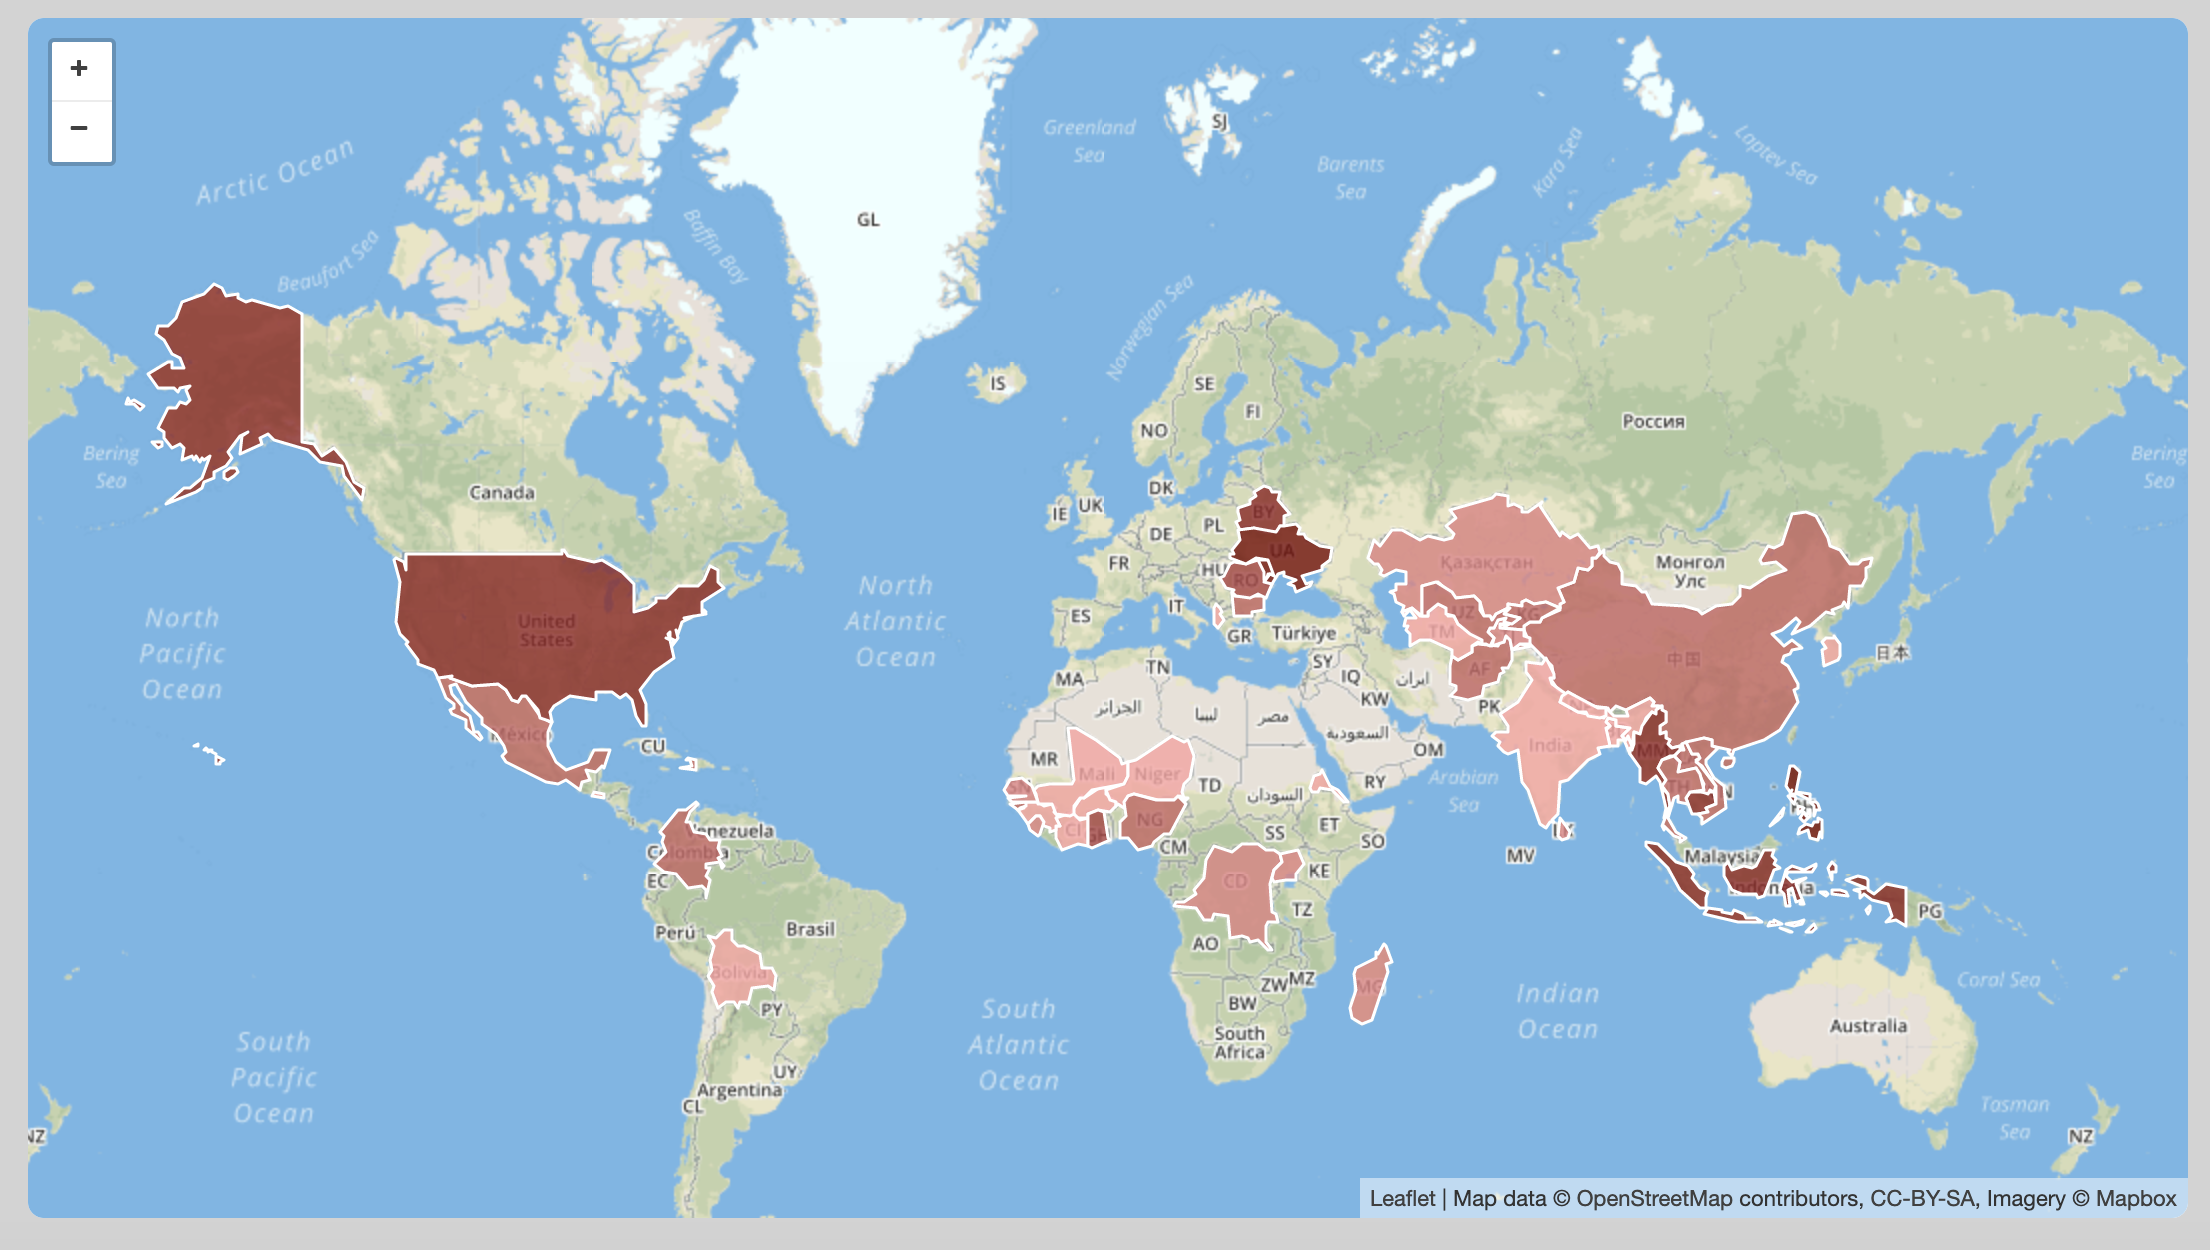 +
−
Arctic Ocean
Beaufort Sea
Baffin Bay
GL
Greenland
Sea
SJ
Barents
Sea
Kara Sea
Laptev Sea
Norwegian Sea
IS
SE
FI
NO
Россия
Bering
Sea
Bering
Sea
Canada
DK
IE
UK
PL
DE
BY
UA
FR
HU
RO
IT
ES
GR
Türkiye
Қазақстан
Монгол
Улс
UZ
KG
TM
North
Pacific
Ocean
United
States
North
Atlantic
Ocean
MA
TN
SY
IQ
KW
ایران
AF
PK
中国
日本
الجزائر
ليبيا
مصر
السعودية
OM
RY
Arabian
Sea
India
MM
TH
México
CU
MR
Mali
Niger
TD
السودان
SN
CI
GH
NG
CM
SS
ET
SO
KE
CD
TZ
MV
LK
PH
Malaysia
Indonesia
PG
Venezuela
Colombia
EC
Perú
Brasil
Bolivia
PY
AO
ZW
MZ
BW
MG
South
Africa
Indian
Ocean
Coral Sea
Australia
South
Pacific
Ocean
South
Atlantic
Ocean
UY
Argentina
CL
Tasman
Sea
NZ
NZ
Leaflet | Map data © OpenStreetMap contributors, CC-BY-SA, Imagery © Mapbox